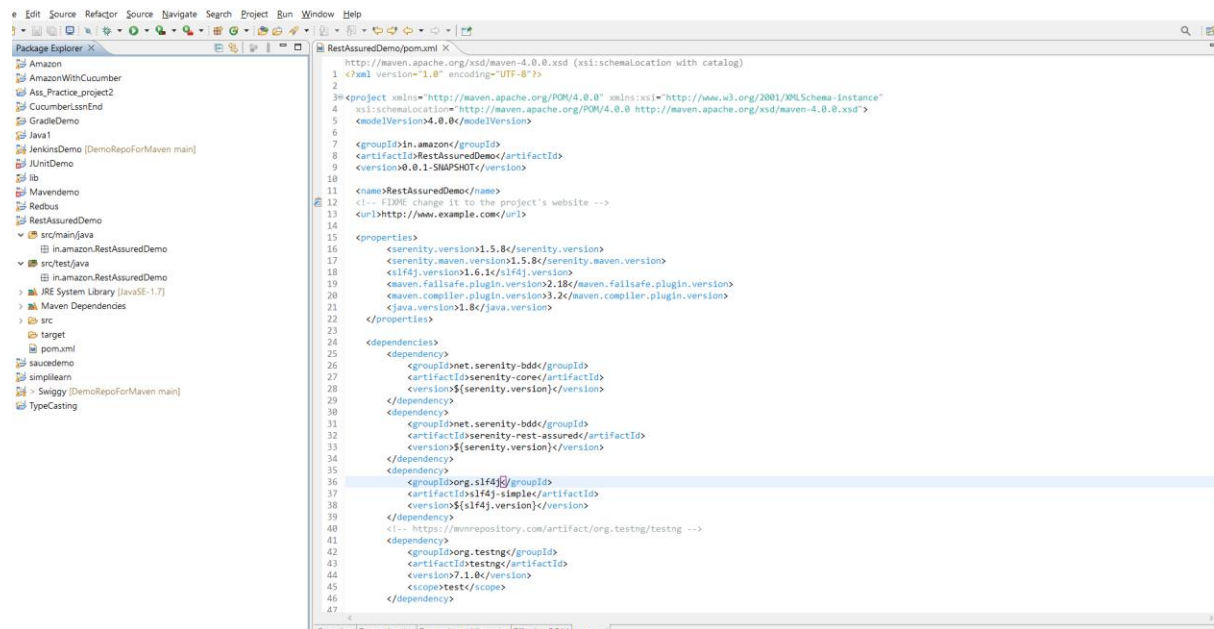 e Edit Source Refactor Source Navigate Search Project Run Window Help
Package Explorer
Amazon
AmazonWithCucumber
Ass_Practice_project2
CucumberLssnEnd
GradleDemo
Java1
JenkinsDemo [DemoRepoForMaven main]
JUnitDemo
lib
Mavendemo
Redbus
RestAssuredDemo
src/main/java
in.amazon.RestAssuredDemo
src/test/java
in.amazon.RestAssuredDemo
JRE System Library [JavaSE-1.7]
Maven Dependencies
src
target
pom.xml
saucedemo
simplilearn
> Swiggy [DemoRepoForMaven main]
TypeCasting
RestAssuredDemo/pom.xml
http://maven.apache.org/xsd/maven-4.0.0.xsd (xsi:schemaLocation with catalog)
1 <?xml version="1.0" encoding="UTF-8"?>
2
3 <project xmlns="http://maven.apache.org/POM/4.0.0" xmlns:xsi="http://www.w3.org/2001/XMLSchema-instance"
4 xsi:schemaLocation="http://maven.apache.org/POM/4.0.0 http://maven.apache.org/xsd/maven-4.0.0.xsd">
5 <modelVersion>4.0.0</modelVersion>
6
7 <groupId>in.amazon</groupId>
8 <artifactId>RestAssuredDemo</artifactId>
9 <version>0.0.1-SNAPSHOT</version>
10
11 <name>RestAssuredDemo</name>
12 <!-- FIXME change it to the project's website -->
13 <url>http://www.example.com</url>
14
15 <properties>
16 <serenity.version>1.5.8</serenity.version>
17 <serenity.maven.version>1.5.8</serenity.maven.version>
18 <slf4j.version>1.6.1</slf4j.version>
19 <maven.failsafe.plugin.version>2.18</maven.failsafe.plugin.version>
20 <maven.compiler.plugin.version>3.2</maven.compiler.plugin.version>
21 <java.version>1.8</java.version>
22 </properties>
23
24 <dependencies>
25 <dependency>
26 <groupId>net.serenity-bdd</groupId>
27 <artifactId>serenity-core</artifactId>
28 <version>${serenity.version}</version>
29 </dependency>
30 <dependency>
31 <groupId>net.serenity-bdd</groupId>
32 <artifactId>serenity-rest-assured</artifactId>
33 <version>${serenity.version}</version>
34 </dependency>
35 <dependency>
36 <groupId>org.slf4j</groupId>
37 <artifactId>slf4j-simple</artifactId>
38 <version>${slf4j.version}</version>
39 </dependency>
40 <!-- https://mvnrepository.com/artifact/org.testng/testng -->
41 <dependency>
42 <groupId>org.testng</groupId>
43 <artifactId>testng</artifactId>
44 <version>7.1.0</version>
45 <scope>test</scope>
46 </dependency>
47